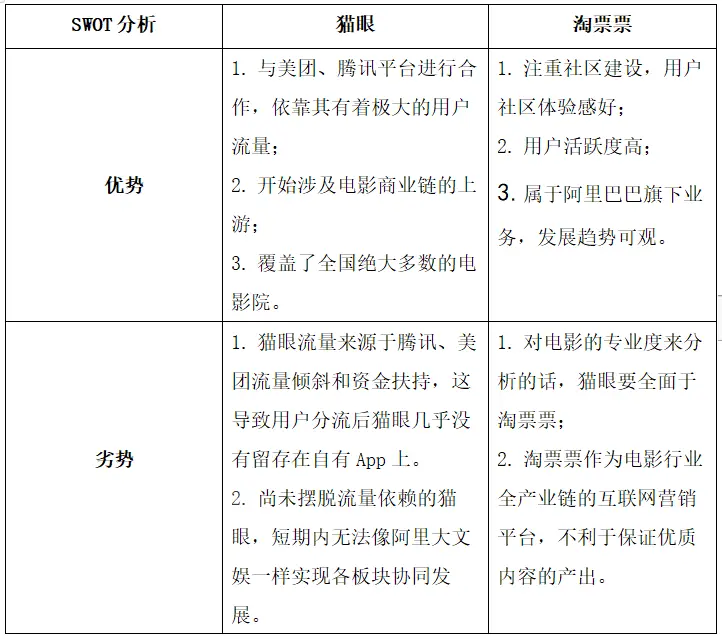 SWOT 分析
猫眼
淘票票
优势
1. 与美团、腾讯平台进行合
作，依靠其有着极大的用户
流量；
2. 开始涉及电影商业链的上
游；
3. 覆盖了全国绝大多数的电
影院。
1. 注重社区建设，用户
社区体验感好；
2. 用户活跃度高；
3. 属于阿里巴巴旗下业
务，发展趋势可观。
劣势
1. 猫眼流量来源于腾讯、美
团流量倾斜和资金扶持，这
导致用户分流后猫眼几乎没
有留存在自有 App 上。
2. 尚未摆脱流量依赖的猫
眼，短期内无法像阿里大文
娱一样实现各板块协同发
展。
1. 对电影的专业度来分
析的话，猫眼要全面于
淘票票；
2. 淘票票作为电影行业
全产业链的互联网营销
平台，不利于保证优质
内容的产出。